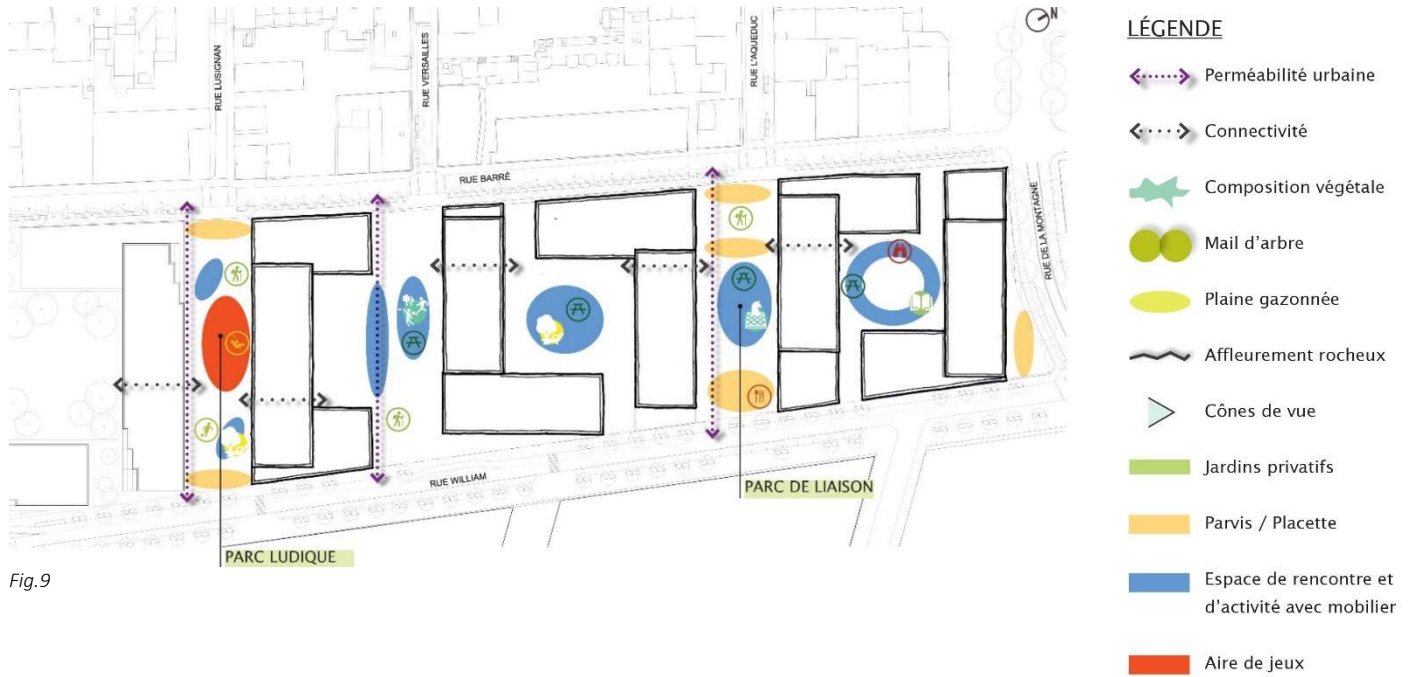 N
RUE LUSIGNAN
RUE VERSAILLES
RUE L'AQUEDUC
RUE BARRÉ
RUE DE LA MONTAGNE
RUE WILLIAM
PARC DE LIAISON
PARC LUDIQUE
Fig.9
LÉGENDE
Perméabilité urbaine
Connectivité
Composition végétale
Mail d'arbre
Plaine gazonnée
Affleurement rocheux
Cônes de vue
Jardins privatifs
Parvis / Placette
Espace de rencontre et
d'activité avec mobilier
Aire de jeux